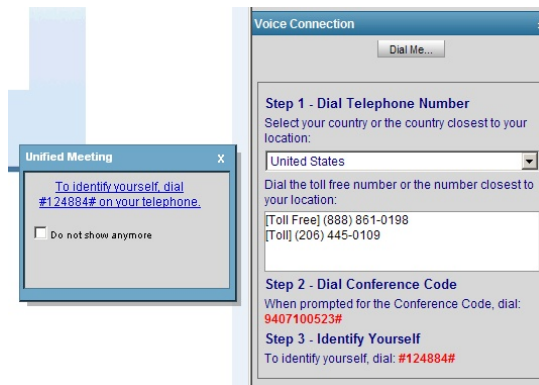 Voice Connection
Dial Me...
Step 1 - Dial Telephone Number
Select your country or the country closest to your
location:
United States
Dial the toll free number or the number closest to
your location:
[Toll Free] (888) 861-0198
[Toll] (206) 445-0109
Step 2 - Dial Conference Code
When prompted for the Conference Code, dial:
9407100523#
Step 3 - Identify Yourself
To identify yourself, dial: #124884#
Unified Meeting X
To identify yourself, dial
#124884# on your telephone.
Do not show anymore